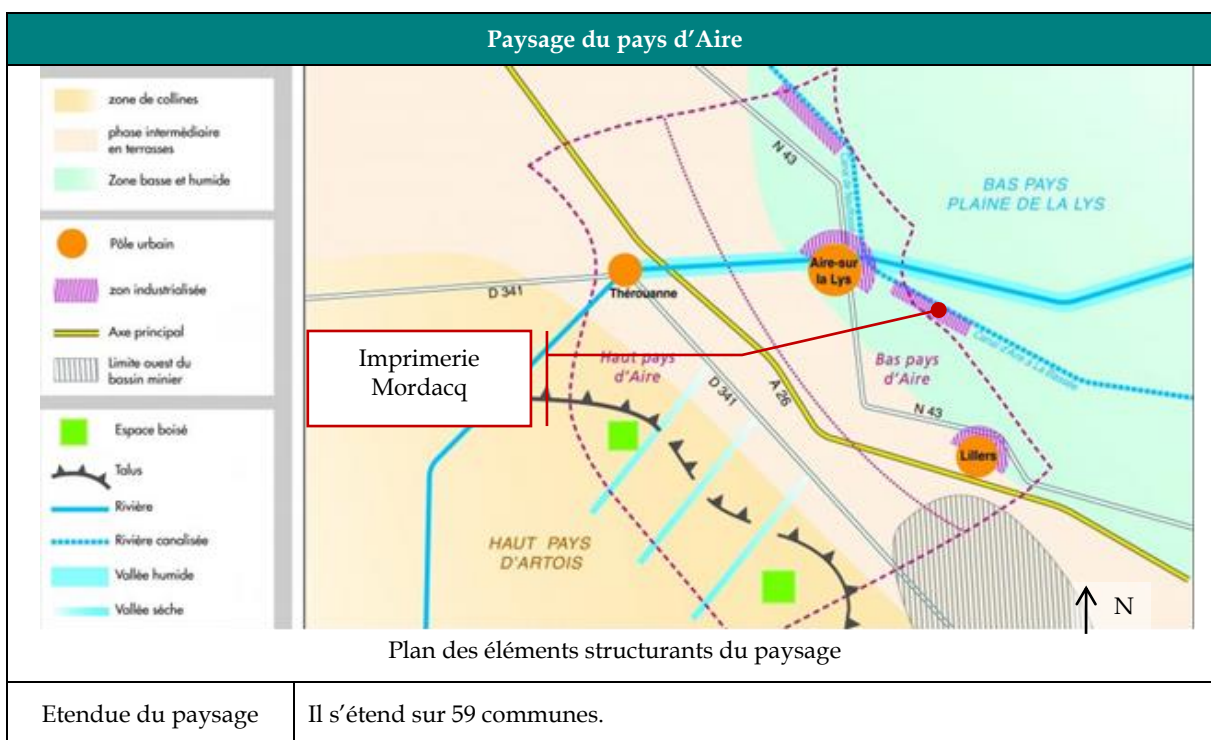 Paysage du pays d’Aire
zone de collines
phase intermédiaire
en terrasses
Zone basse et humide
Pôle urbain
zon industrialisée
Axe principal
Limite ouest du
bassin minier
Espace boisé
Talus
Rivière
Rivière canalisée
Vallée humide
Vallée sèche
N 43
BAS PAYS
PLAINE DE LA LYS
Aire-sur
la Lys
Thérouanne
D 341
Imprimerie
Mordacq
Haut pays
d'Aire
D 341
A 26
Bas pays
d'Aire
Canal d'Aire à La Bassée
N 43
Lillers
HAUT PAYS
D'ARTOIS
N
Plan des éléments structurants du paysage
Etendue du paysage
Il s’étend sur 59 communes.